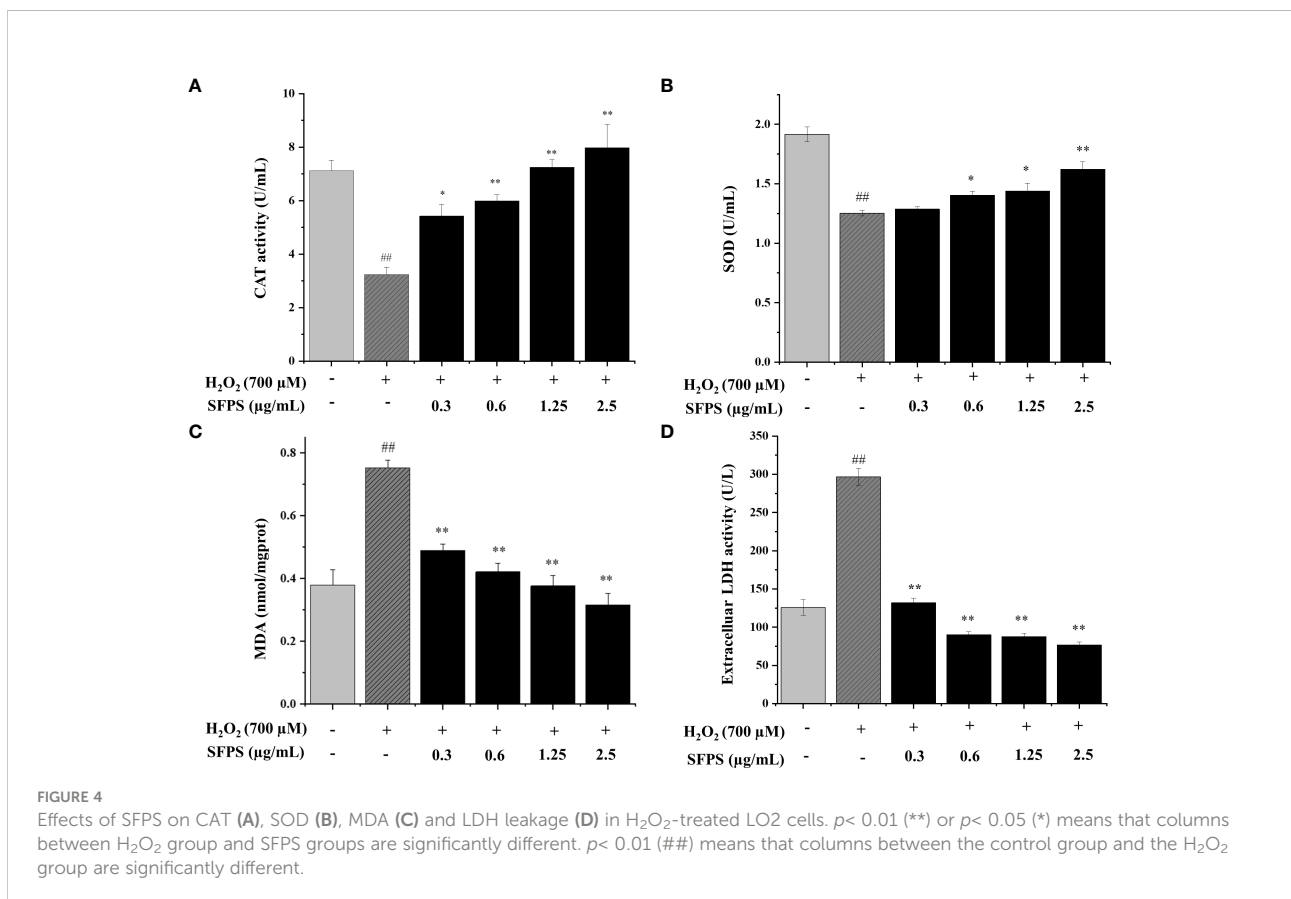 A
B
CAT activity (U/mL)
10
8
6
4
2
0
##
*
**
**
**
H₂O₂ (700 μM) - + + + + +
SFPS (μg/mL) - - 0.3 0.6 1.25 2.5
SOD (U/mL)
2.0
1.5
1.0
0.5
0.0
##
*
*
**
H₂O₂ (700 μM) - + + + + +
SFPS (μg/mL) - - 0.3 0.6 1.25 2.5
C
D
MDA (nmol/mgprot)
0.8
0.6
0.4
0.2
0.0
##
**
**
**
**
H₂O₂ (700 μM) - + + + + +
SFPS (μg/mL) - - 0.3 0.6 1.25 2.5
Extracelluar LDH activity (U/L)
350
300
250
200
150
100
50
0
##
**
**
**
**
H₂O₂ (700 μM) - + + + + +
SFPS (μg/mL) - - 0.3 0.6 1.25 2.5
FIGURE 4
Effects of SFPS on CAT (A), SOD (B), MDA (C) and LDH leakage (D) in H₂O₂-treated LO2 cells. p< 0.01 (**) or p< 0.05 (*) means that columns
between H₂O₂ group and SFPS groups are significantly different. p< 0.01 (##) means that columns between the control group and the H₂O₂
group are significantly different.